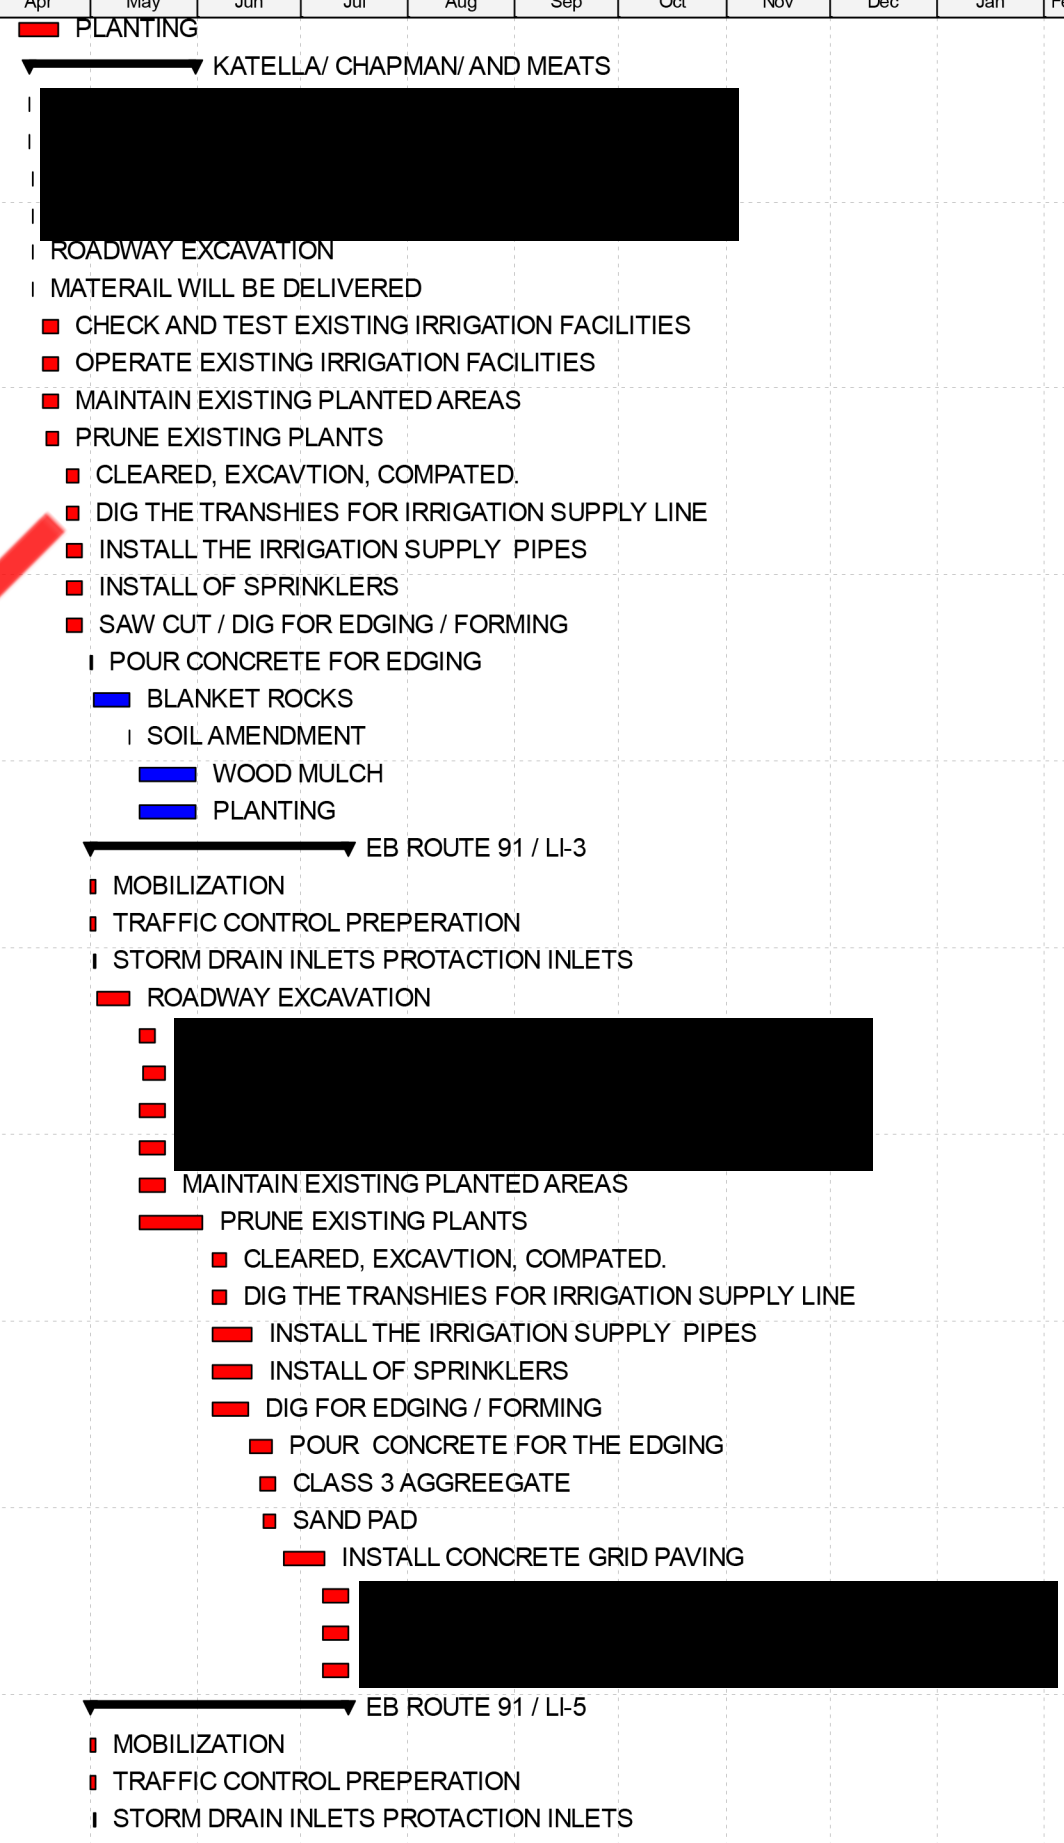 Apr May Jun Jul Aug Sep Oct Nov Dec Jan
PLANTING
KATELLA/ CHAPMAN/ AND MEATS
ROADWAY EXCAVATION
MATERAIL WILL BE DELIVERED
CHECK AND TEST EXISTING IRRIGATION FACILITIES
OPERATE EXISTING IRRIGATION FACILITIES
MAINTAIN EXISTING PLANTED AREAS
PRUNE EXISTING PLANTS
CLEARED, EXCAVTION, COMPATED.
DIG THE TRANSHIES FOR IRRIGATION SUPPLY LINE
INSTALL THE IRRIGATION SUPPLY  PIPES
INSTALL OF SPRINKLERS
SAW CUT / DIG FOR EDGING / FORMING
POUR CONCRETE FOR EDGING
BLANKET ROCKS
SOIL AMENDMENT
WOOD MULCH
PLANTING
EB ROUTE 91 / LI-3
MOBILIZATION
TRAFFIC CONTROL PREPERATION
STORM DRAIN INLETS PROTACTION INLETS
ROADWAY EXCAVATION
MAINTAIN EXISTING PLANTED AREAS
PRUNE EXISTING PLANTS
CLEARED, EXCAVTION, COMPATED.
DIG THE TRANSHIES FOR IRRIGATION SUPPLY LINE
INSTALL THE IRRIGATION SUPPLY  PIPES
INSTALL OF SPRINKLERS
DIG FOR EDGING / FORMING
POUR  CONCRETE FOR THE EDGING
CLASS 3 AGGREEGATE
SAND PAD
INSTALL CONCRETE GRID PAVING
EB ROUTE 91 / LI-5
MOBILIZATION
TRAFFIC CONTROL PREPERATION
STORM DRAIN INLETS PROTACTION INLETS